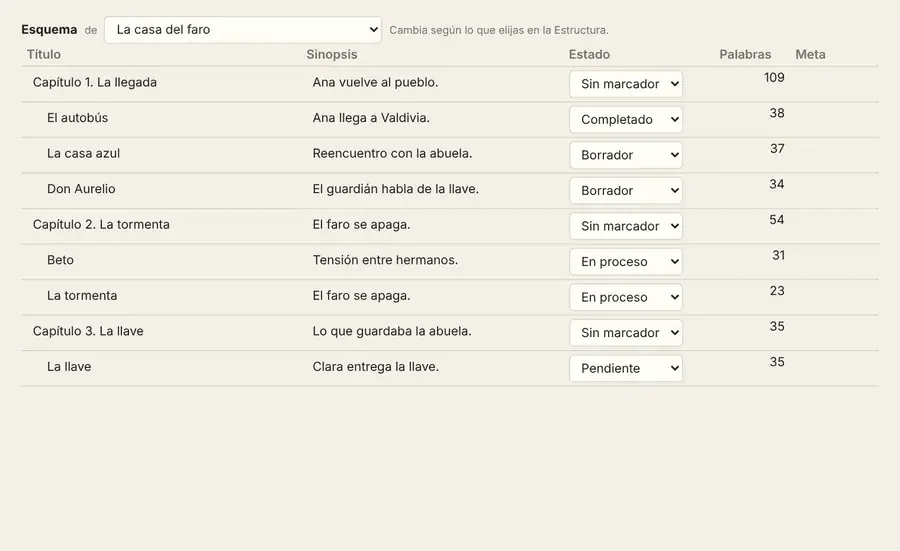 Esquema de La casa del faro Cambia según lo que elijas en la Estructura.
Título Sinopsis Estado Palabras Meta
Capítulo 1. La llegada Ana vuelve al pueblo. Sin marcador 109
El autobús Ana llega a Valdivia. Completado 38
La casa azul Reencuentro con la abuela. Borrador 37
Don Aurelio El guardián habla de la llave. Borrador 34
Capítulo 2. La tormenta El faro se apaga. Sin marcador 54
Beto Tensión entre hermanos. En proceso 31
La tormenta El faro se apaga. En proceso 23
Capítulo 3. La llave Lo que guardaba la abuela. Sin marcador 35
La llave Clara entrega la llave. Pendiente 35